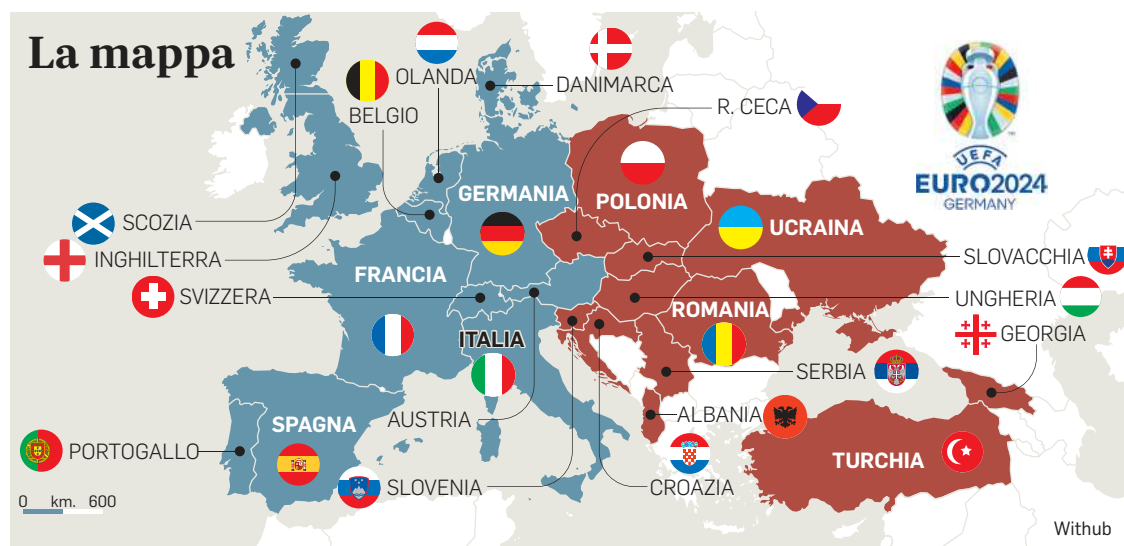 La mappa
OLANDA
DANIMARCA
BELGIO
R. CECA
UEFA
EURO2024
GERMANY
GERMANIA
POLONIA
SCOZIA
UCRAINA
INGHILTERRA
SLOVACCHIA
FRANCIA
SVIZZERA
UNGHERIA
ROMANIA
GEORGIA
ITALIA
SERBIA
AUSTRIA
ALBANIA
SPAGNA
PORTOGALLO
TURCHIA
SLOVENIA
CROAZIA
0 km. 600
Withub